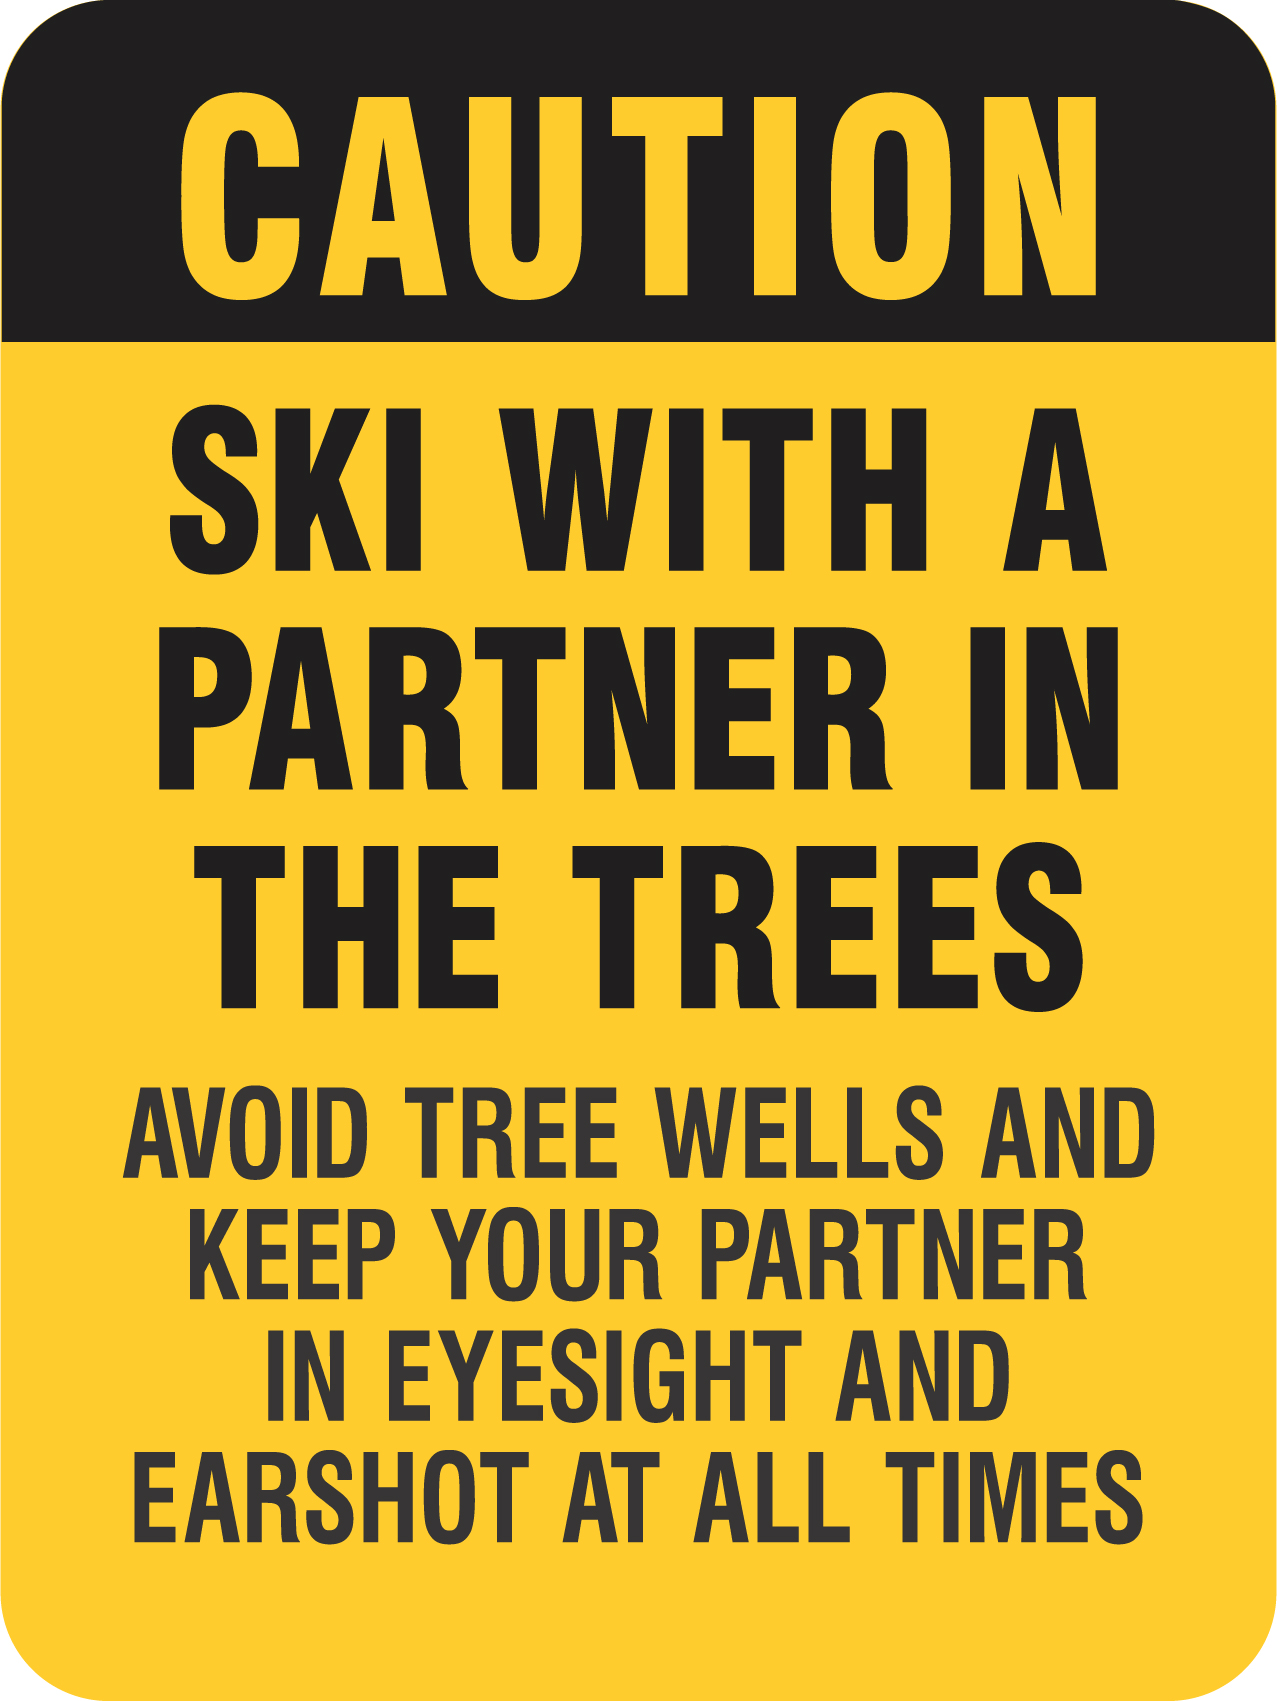 CAUTION
SKI WITH A
PARTNER IN
THE TREES
AVOID TREE WELLS AND
KEEP YOUR PARTNER
IN EYESIGHT AND
EARSHOT AT ALL TIMES